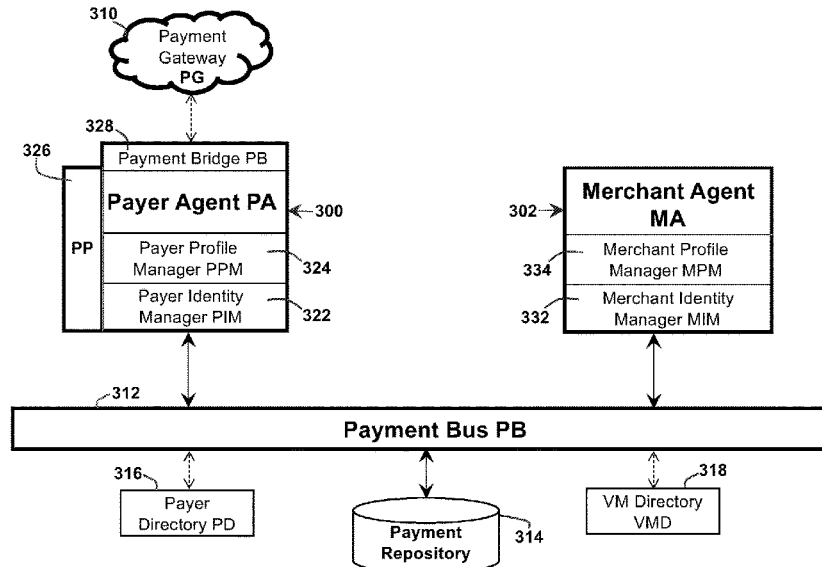 310
Payment
Gateway
PG
328
326
Payment Bridge PB
Payer Agent PA
300
PP
Payer Profile
Manager PPM
324
Payer Identity
Manager PIM
322
302
Merchant Agent
MA
334
Merchant Profile
Manager MPM
332
Merchant Identity
Manager MIM
312
Payment Bus PB
316
Payer
Directory PD
Payment
Repository
314
318
VM Directory
VMD